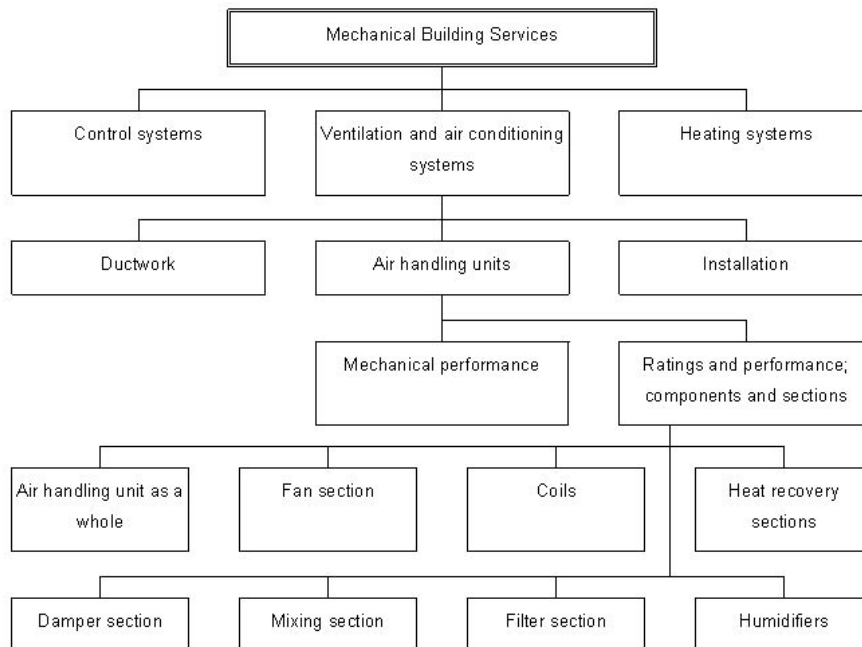 Mechanical Building Services
Control systems
Ventilation and air conditioning
systems
Heating systems
Ductwork
Air handling units
Installation
Mechanical performance
Ratings and performance;
components and sections
Air handling unit as a
whole
Fan section
Coils
Heat recovery
sections
Damper section
Mixing section
Filter section
Humidifiers